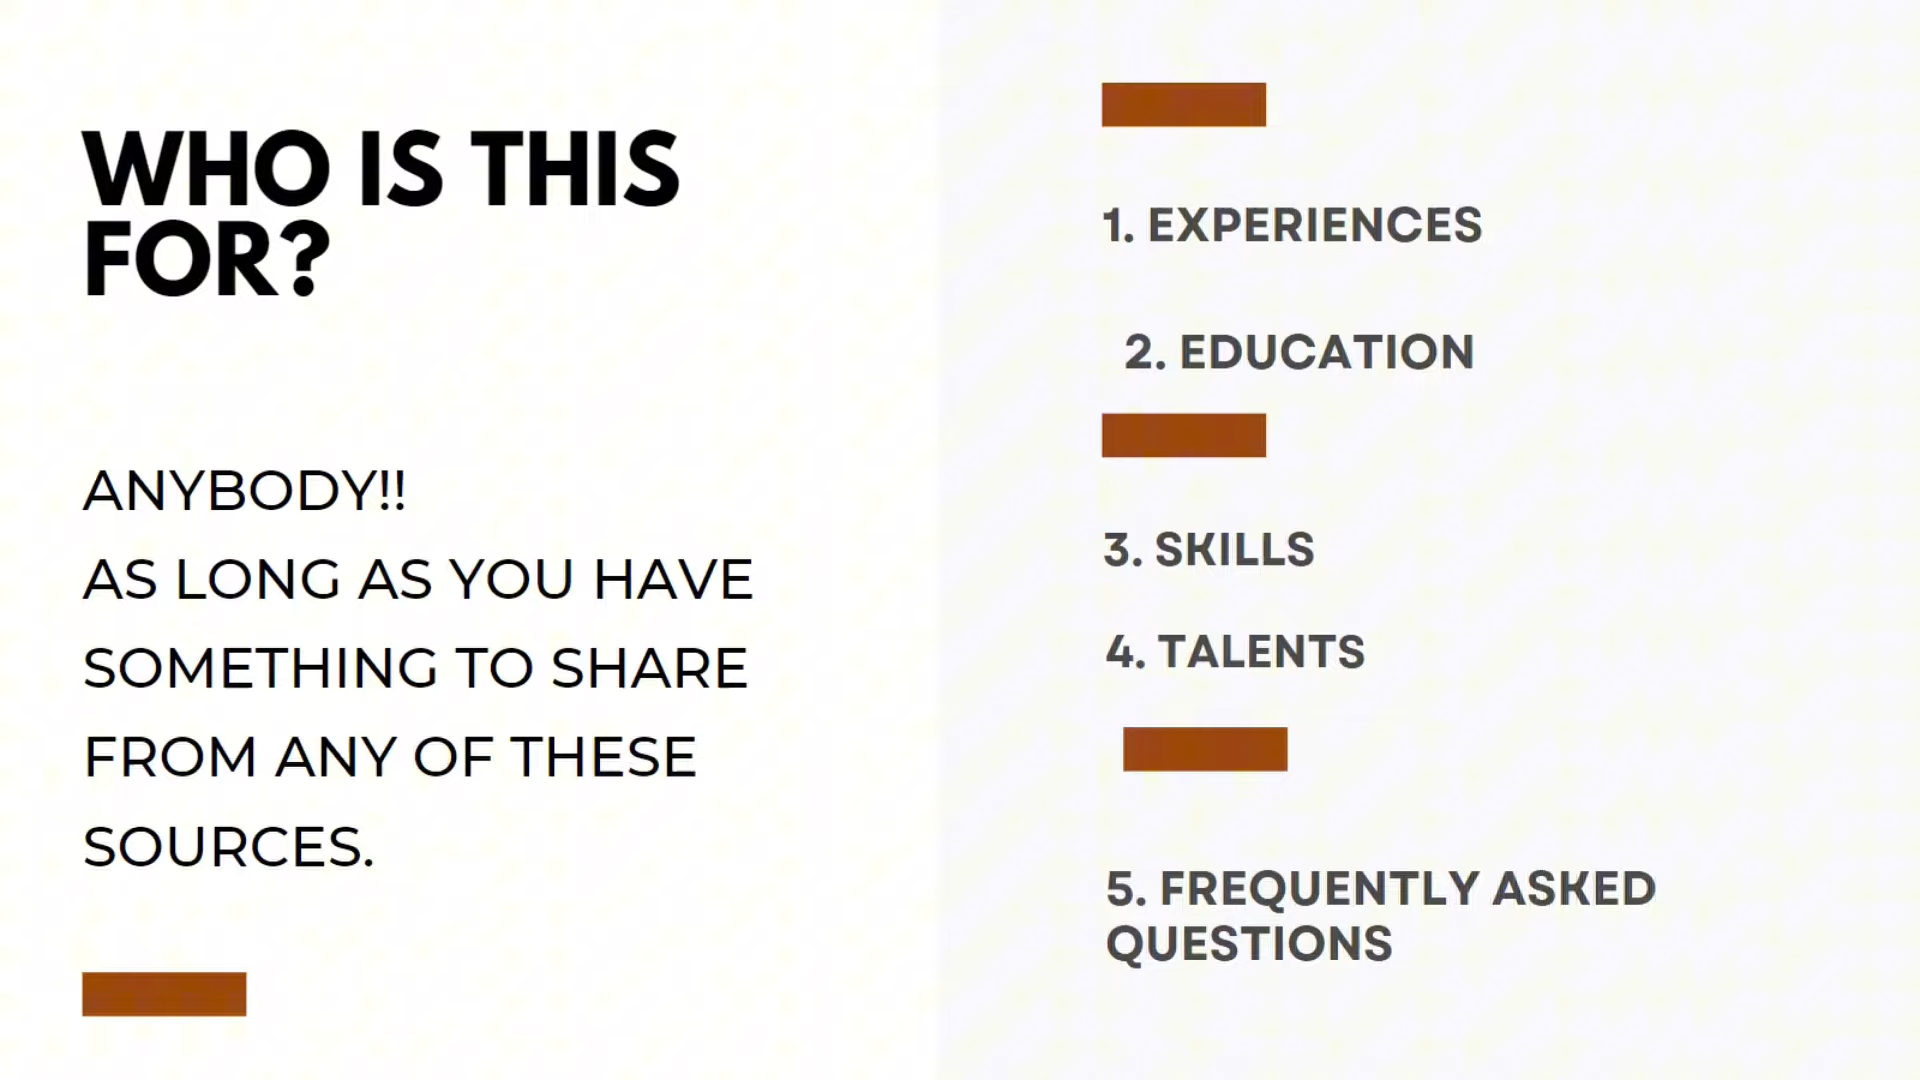 WHO IS THIS
FOR?
ANYBODY!!
AS LONG AS YOU HAVE
SOMETHING TO SHARE
FROM ANY OF THESE
SOURCES.
1. EXPERIENCES
2. EDUCATION
3. SKILLS
4. TALENTS
5. FREQUENTLY ASKED
QUESTIONS